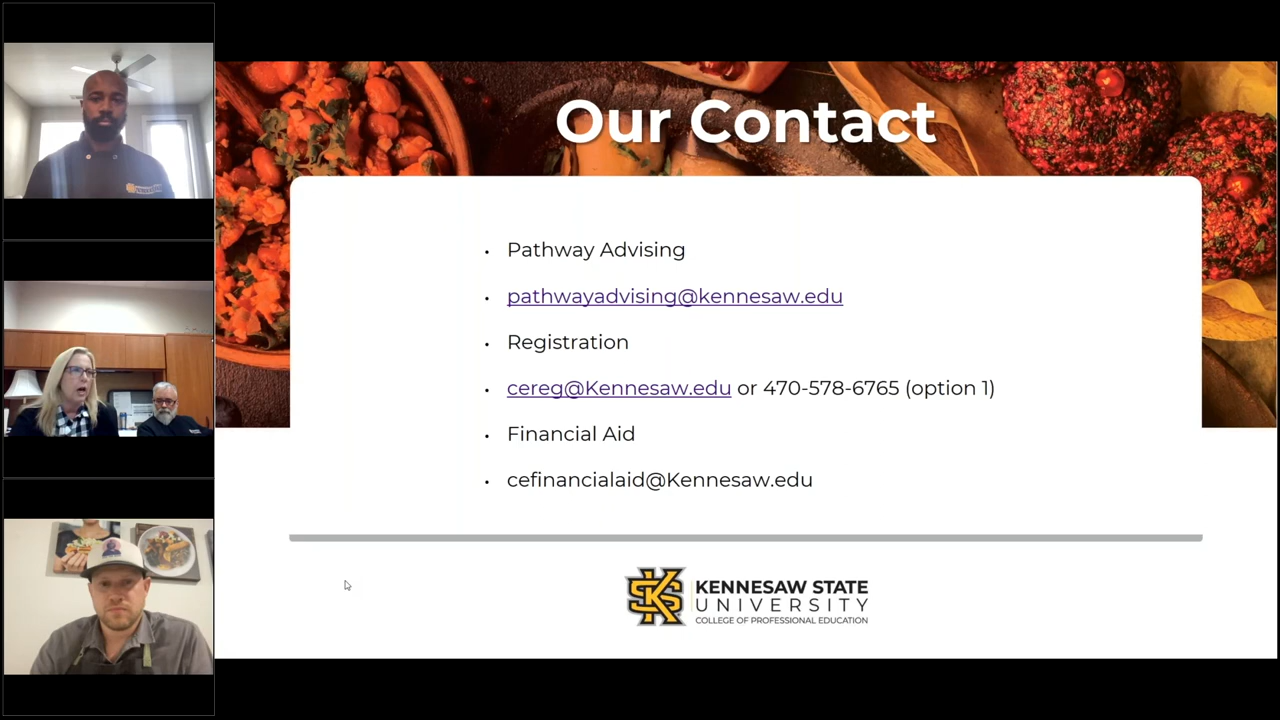 Our Contact
• Pathway Advising
• pathwayadvising@kennesaw.edu
• Registration
• cereg@Kennesaw.edu or 470-578-6765 (option 1)
• Financial Aid
• cefinancialaid@Kennesaw.edu
KENNESAW STATE
UNIVERSITY
COLLEGE OF PROFESSIONAL EDUCATION